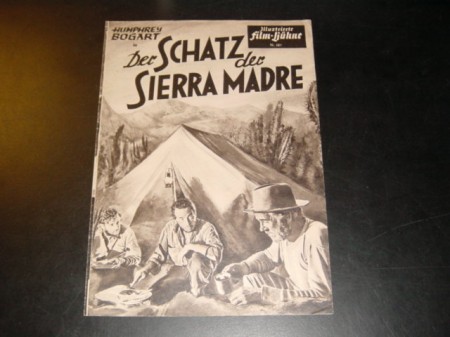 HUMPHREY
BOGART
in
Der SCHATZ der
SIERRA MADRE
Illustrierte
Film-Bühne